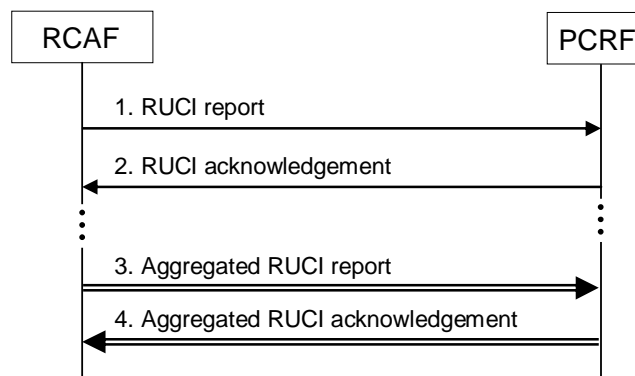 RCAF
PCRF
1. RUCI report
2. RUCI acknowledgement
3. Aggregated RUCI report
4. Aggregated RUCI acknowledgement